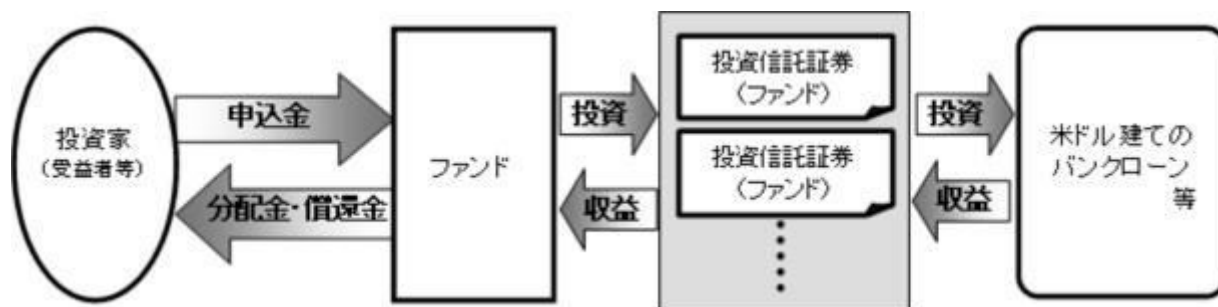 投資家
(受益者等)
申込金
分配金・償還金
ファンド
投資
収益
投資信託証券
(ファンド)
投資信託証券
(ファンド)
投資
収益
米ドル建ての
バンクローン
等